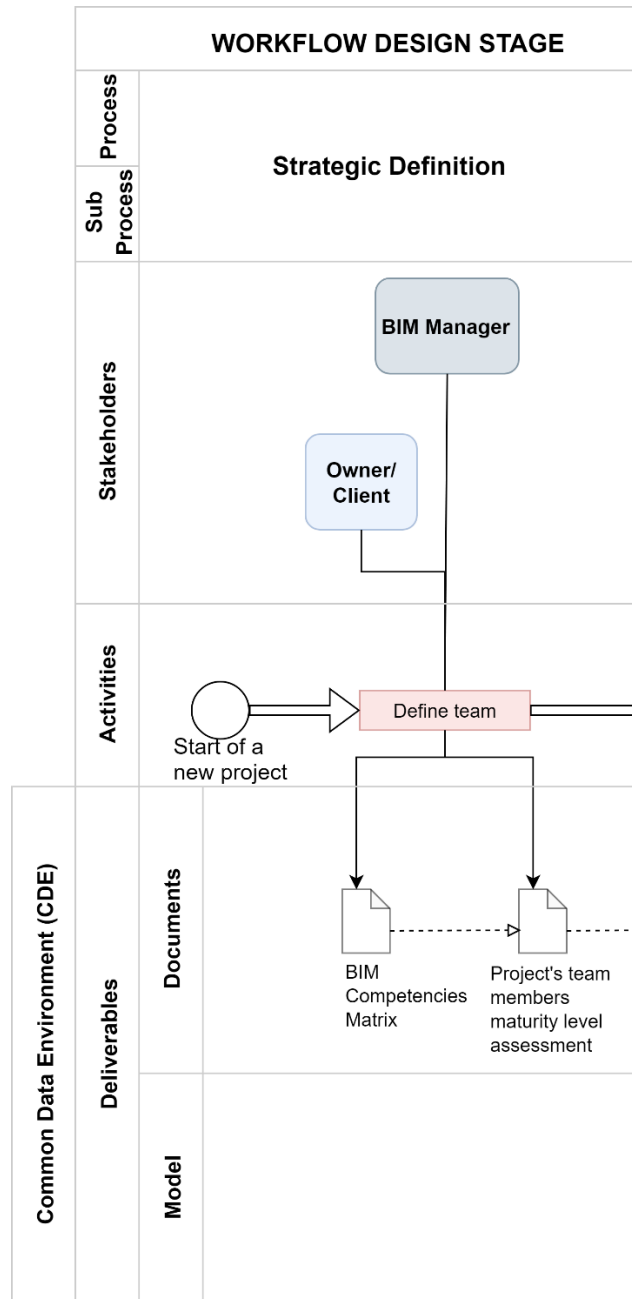 WORKFLOW DESIGN STAGE
Process
Strategic Definition
Sub
Process
Stakeholders
BIM Manager
Owner/
Client
Activities
Define team
Start of a
new project
Common Data Environment (CDE)
Deliverables
Documents
BIM
Competencies
Matrix
Project's team
members
maturity level
assessment
Model